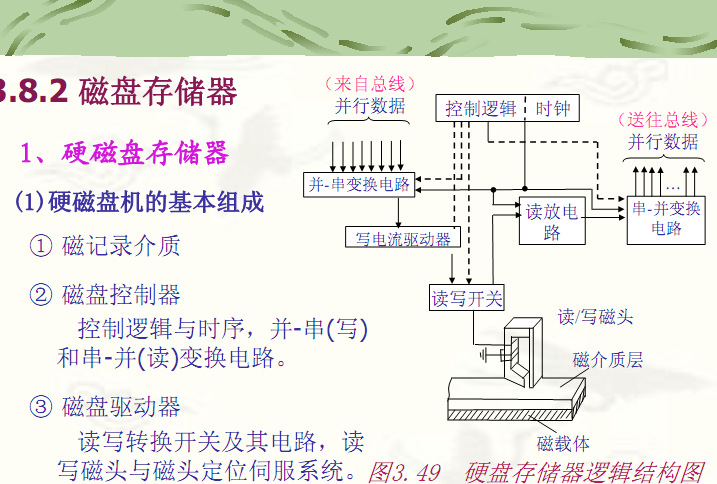 3.8.2 磁盘存储器
1、硬磁盘存储器
(1)硬磁盘机的基本组成
① 磁记录介质
② 磁盘控制器
控制逻辑与时序，并-串(写)
和串-并(读)变换电路。
③ 磁盘驱动器
读写转换开关及其电路，读
写磁头与磁头定位伺服系统。
（来自总线）
并行数据
控制逻辑 时钟
（送往总线）
并行数据
…
并-串变换电路
写电流驱动器
读放电
路
串-并变换
电路
读写开关
读/写磁头
磁介质层
磁载体
图3.49 硬盘存储器逻辑结构图